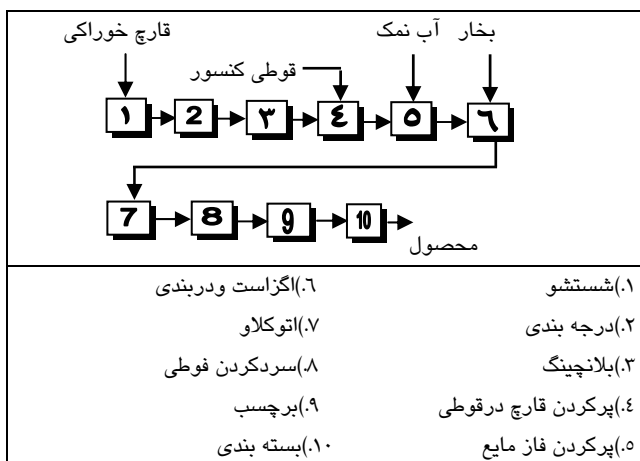 قارچ خوراکی آب نمک بخار
قوطی کنسور
۱ 2 ۳ ٤ ٥ ٦
7 8 9 10
محصول
۱.)شستشو ٦.)اگزاست ودربندی
۲.)درجه بندی ۷.)اتوکلاو
۳.)بلانچینگ ۸.)سردکردن فوطی
٤.)پرکردن قارچ درقوطی ۹.)برچسب
٥.)پرکردن فاز مایع ۱۰.)بسته بندی